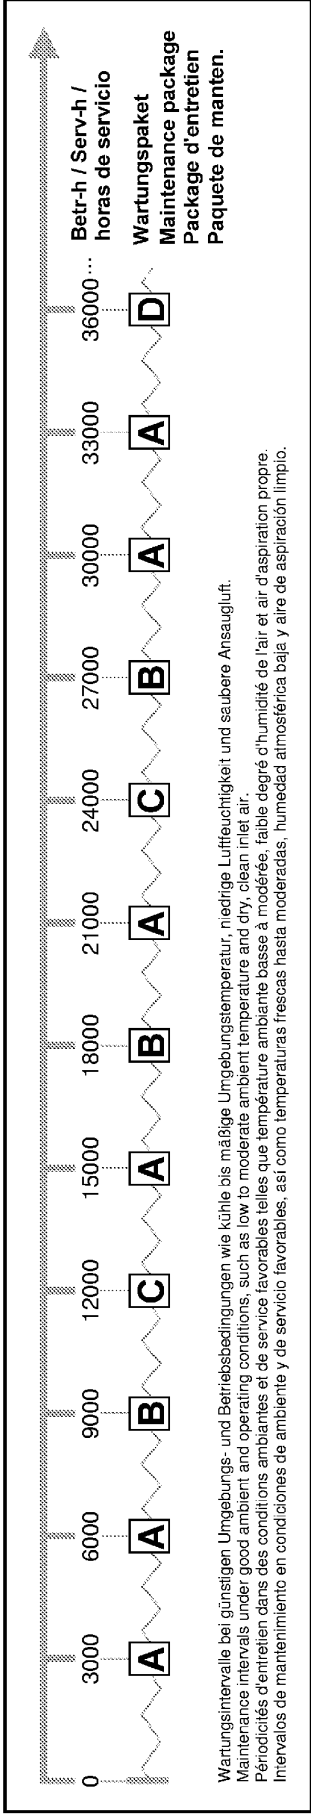 0 3000 6000 9000 12000 15000 18000 21000 24000 27000 30000 33000 36000 ...
Betr-h / Serv-h /
horas de servicio
A A B C A B A C B A A D
Wartungspaket
Maintenance package
Package d'entretien
Paquete de manten.
Wartungsintervalle bei günstigen Umgebungs- und Betriebsbedingungen wie kühle bis mäßige Umgebungstemperatur, niedrige Luftfeuchtigkeit und saubere Ansaugluft.
Maintenance intervals under good ambient and operating conditions, such as low to moderate ambient temperature and dry, clean inlet air.
Périodicités d'entretien dans des conditions ambiantes et de service favorables telles que température ambiante basse à modérée, faible degré d'humidité de l'air et air d'aspiration propre.
Intervalos de mantenimiento en condiciones de ambiente y de servicio favorables, así como temperaturas frescas hasta moderadas, humedad atmosférica baja y aire de aspiración limpio.